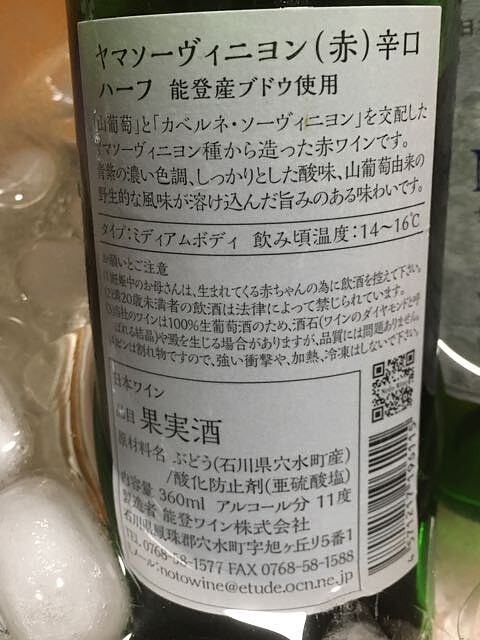 ヤマソーヴィニヨン(赤)辛口
ハーフ 能登産ブドウ使用
「山葡萄」と「カベルネ・ソーヴィニヨン」を交配した
ヤマソーヴィニヨン種から造った赤ワインです。
青紫の濃い色調、しっかりとした酸味、山葡萄由来の
野生的な風味が溶け込んだ旨みのある味わいです。
タイプ:ミディアムボディ 飲み頃温度:14~16℃
お願いとご注意
(1)妊娠中のお母さんは、生まれてくる赤ちゃんの為に飲酒を控えて下さい。
(2)満20歳未満者の飲酒は法律によって禁じられています。
(3)当社のワインは100%生葡萄酒のため、酒石(ワインのダイヤモンドと呼
ばれる結晶)や澱を生じる場合がありますが、品質には問題ありません。
(4)ビンは割れ物ですので、強い衝撃や、加熱、冷凍はしないで下さい。
日本ワイン
品目 果実酒
原材料名 ぶどう(石川県穴水町産)
/酸化防止剤(亜硫酸塩)
内容量 360ml アルコール分 11度
製造者 能登ワイン株式会社
石川県鳳珠郡穴水町字旭ヶ丘り5番1
TEL 0768-58-1577 FAX 0768-58-1588
Eメール:notowine@etude.ocn.ne.jp